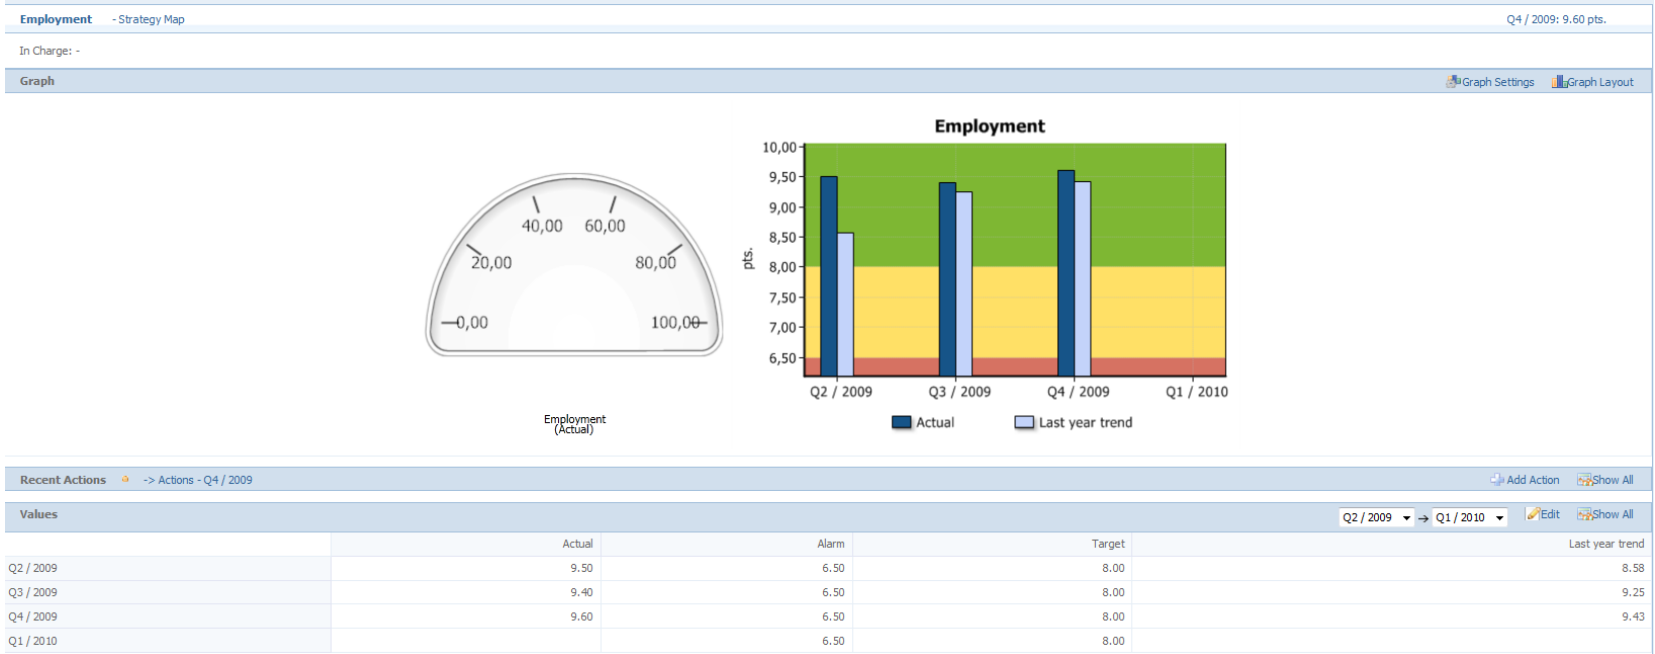 Employment - Strategy Map Q4 / 2009: 9.60 pts.
In Charge: -
Graph Graph Settings Graph Layout
40,00 60,00
20,00 80,00
0,00 100,00
Employment
(Actual)
Employment
10,00
9,50
9,00
8,50
8,00
7,50
7,00
6,50
pts.
Q2 / 2009 Q3 / 2009 Q4 / 2009 Q1 / 2010
Actual Last year trend
Recent Actions -> Actions - Q4 / 2009 Add Action Show All
Values Q2 / 2009 → Q1 / 2010 Edit Show All
Actual Alarm Target Last year trend
Q2 / 2009 9.50 6.50 8.00 8.58
Q3 / 2009 9.40 6.50 8.00 9.25
Q4 / 2009 9.60 6.50 8.00 9.43
Q1 / 2010 6.50 8.00